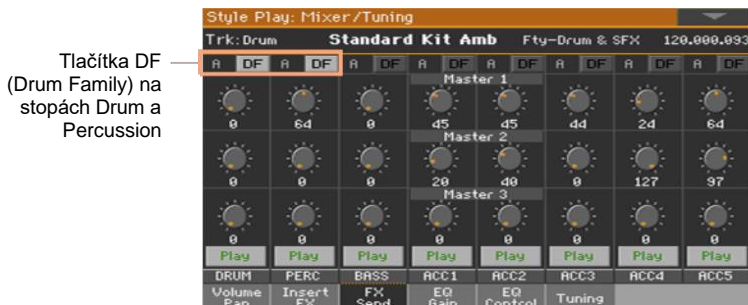 Style Play: Mixer/Tuning
Trk: Drum Standard Kit Amb Fty-Drum & SFX 120.000.093
Tlačítka DF
(Drum Family) na
stopách Drum a
Percussion
A DF A DF A DF A DF A DF A DF A DF A DF
Master 1
0 64 0 45 45 44 24 64
Master 2
0 0 0 20 40 0 127 97
Master 3
0 0 0 0 0 0 0 0
Play Play Play Play Play Play Play Play
DRUM PERC BASS ACC1 ACC2 ACC3 ACC4 ACC5
Volume Insert FX EQ EQ Tuning
Pan FX Send Gain Control